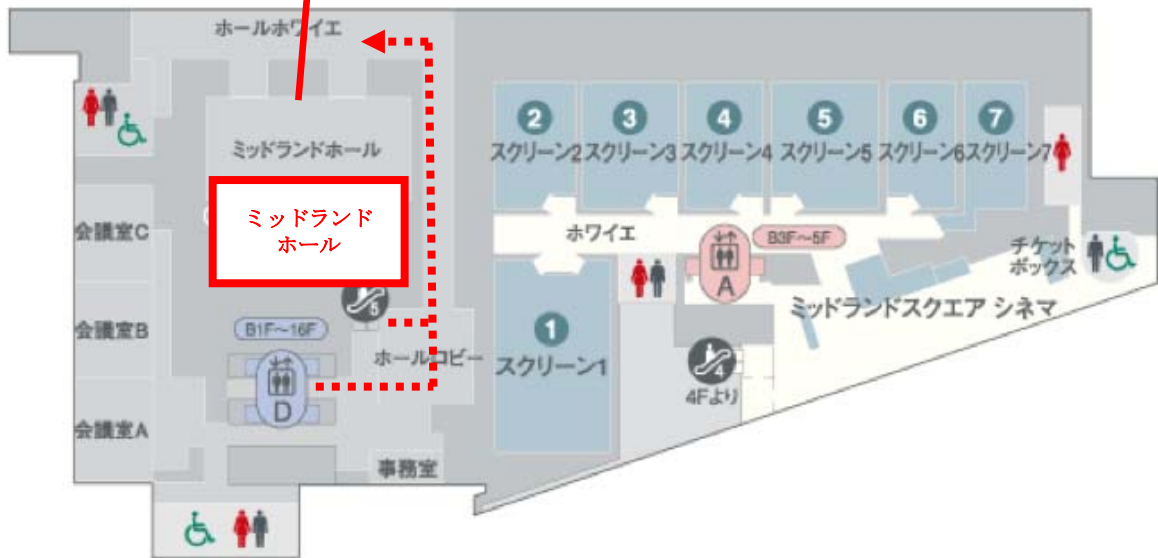 ホールホワイエ
ミッドランドホール
ミッドランド
ホール
会議室C
会議室B
会議室A
B1F〜16F
D
5
ホールロビー
事務室
2
スクリーン2
3
スクリーン3
4
スクリーン4
5
スクリーン5
6
スクリーン6
7
スクリーン7
ホワイエ
B3F〜5F
A
チケット
ボックス
ミッドランドスクエア シネマ
1
スクリーン1
4
4Fより